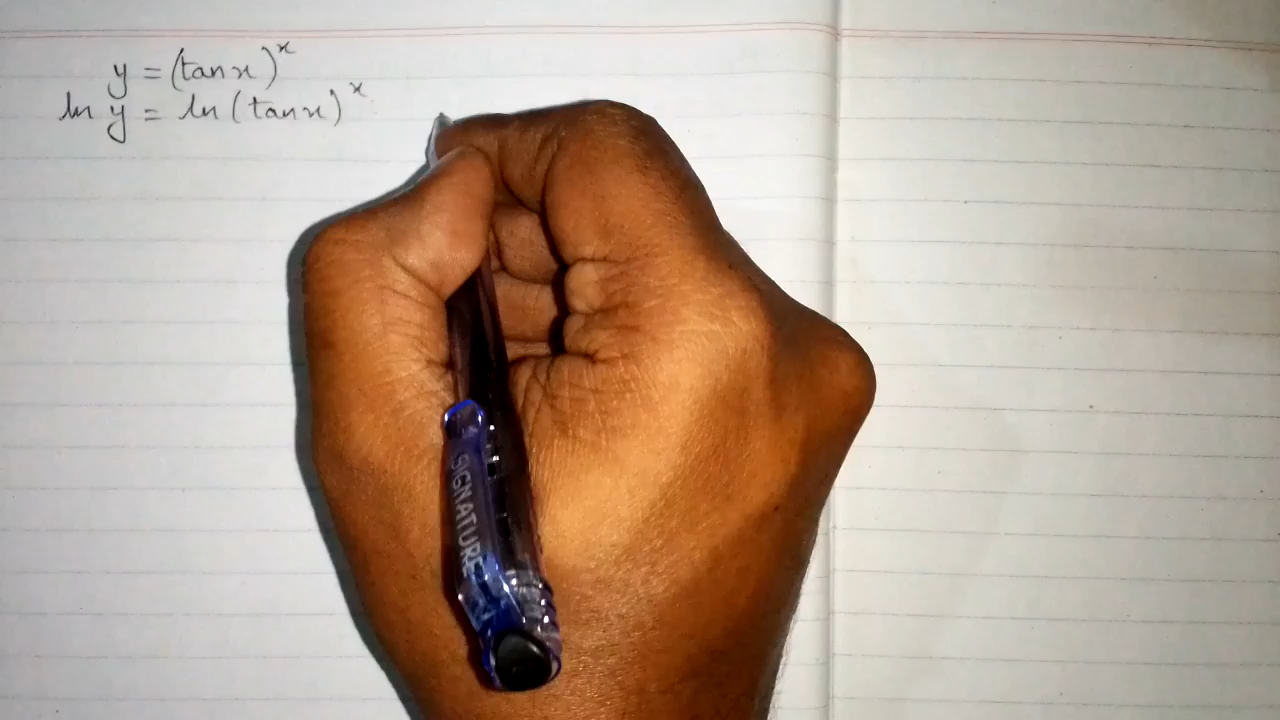 y = (tan x)^x
ln y = ln (tan x)^x
SIGNATURE